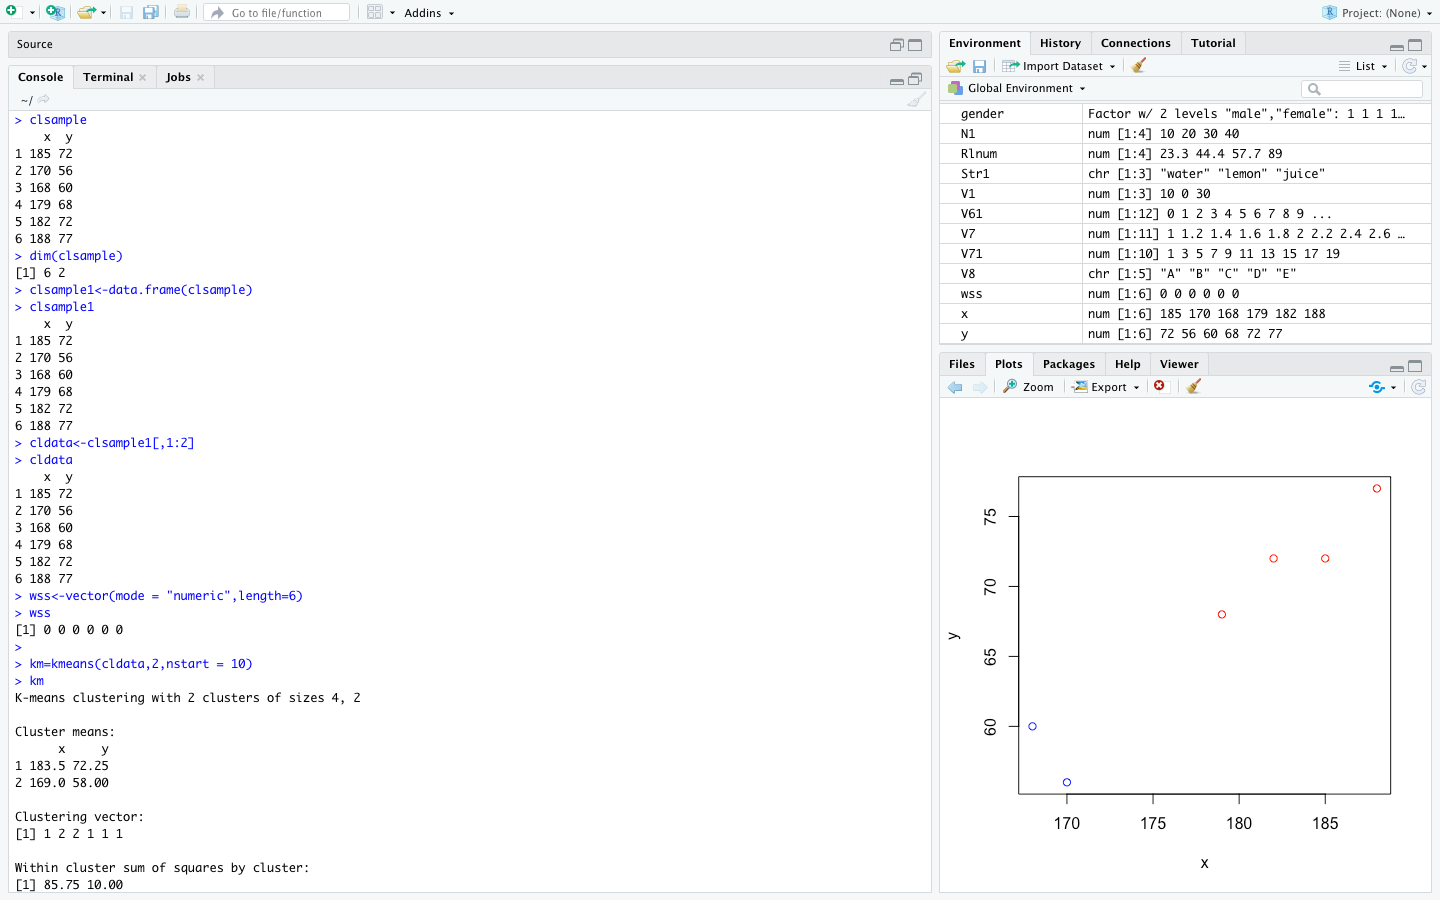 Go to file/function
Addins
Project: (None)
Source
Console Terminal Jobs
~/
> clsample
x y
1 185 72
2 170 56
3 168 60
4 179 68
5 182 72
6 188 77
> dim(clsample)
[1] 6 2
> clsample1<-data.frame(clsample)
> clsample1
x y
1 185 72
2 170 56
3 168 60
4 179 68
5 182 72
6 188 77
> cldata<-clsample1[,1:2]
> cldata
x y
1 185 72
2 170 56
3 168 60
4 179 68
5 182 72
6 188 77
> wss<-vector(mode = "numeric",length=6)
> wss
[1] 0 0 0 0 0 0
>
> km=kmeans(cldata,2,nstart = 10)
> km
K-means clustering with 2 clusters of sizes 4, 2
Cluster means:
x y
1 183.5 72.25
2 169.0 58.00
Clustering vector:
[1] 1 2 2 1 1 1
Within cluster sum of squares by cluster:
[1] 85.75 10.00
Environment History Connections Tutorial
Import Dataset List
R Global Environment
gender Factor w/ 2 levels "male","female": 1 1 1 1…
N1 num [1:4] 10 20 30 40
Rlnum num [1:4] 23.3 44.4 57.7 89
Str1 chr [1:3] "water" "lemon" "juice"
V1 num [1:3] 10 0 30
V61 num [1:12] 0 1 2 3 4 5 6 7 8 9 ...
V7 num [1:11] 1 1.2 1.4 1.6 1.8 2 2.2 2.4 2.6 …
V71 num [1:10] 1 3 5 7 9 11 13 15 17 19
V8 chr [1:5] "A" "B" "C" "D" "E"
wss num [1:6] 0 0 0 0 0 0
x num [1:6] 185 170 168 179 182 188
y num [1:6] 72 56 60 68 72 77
Files Plots Packages Help Viewer
Zoom Export
75
70
65
60
y
170 175 180 185
x